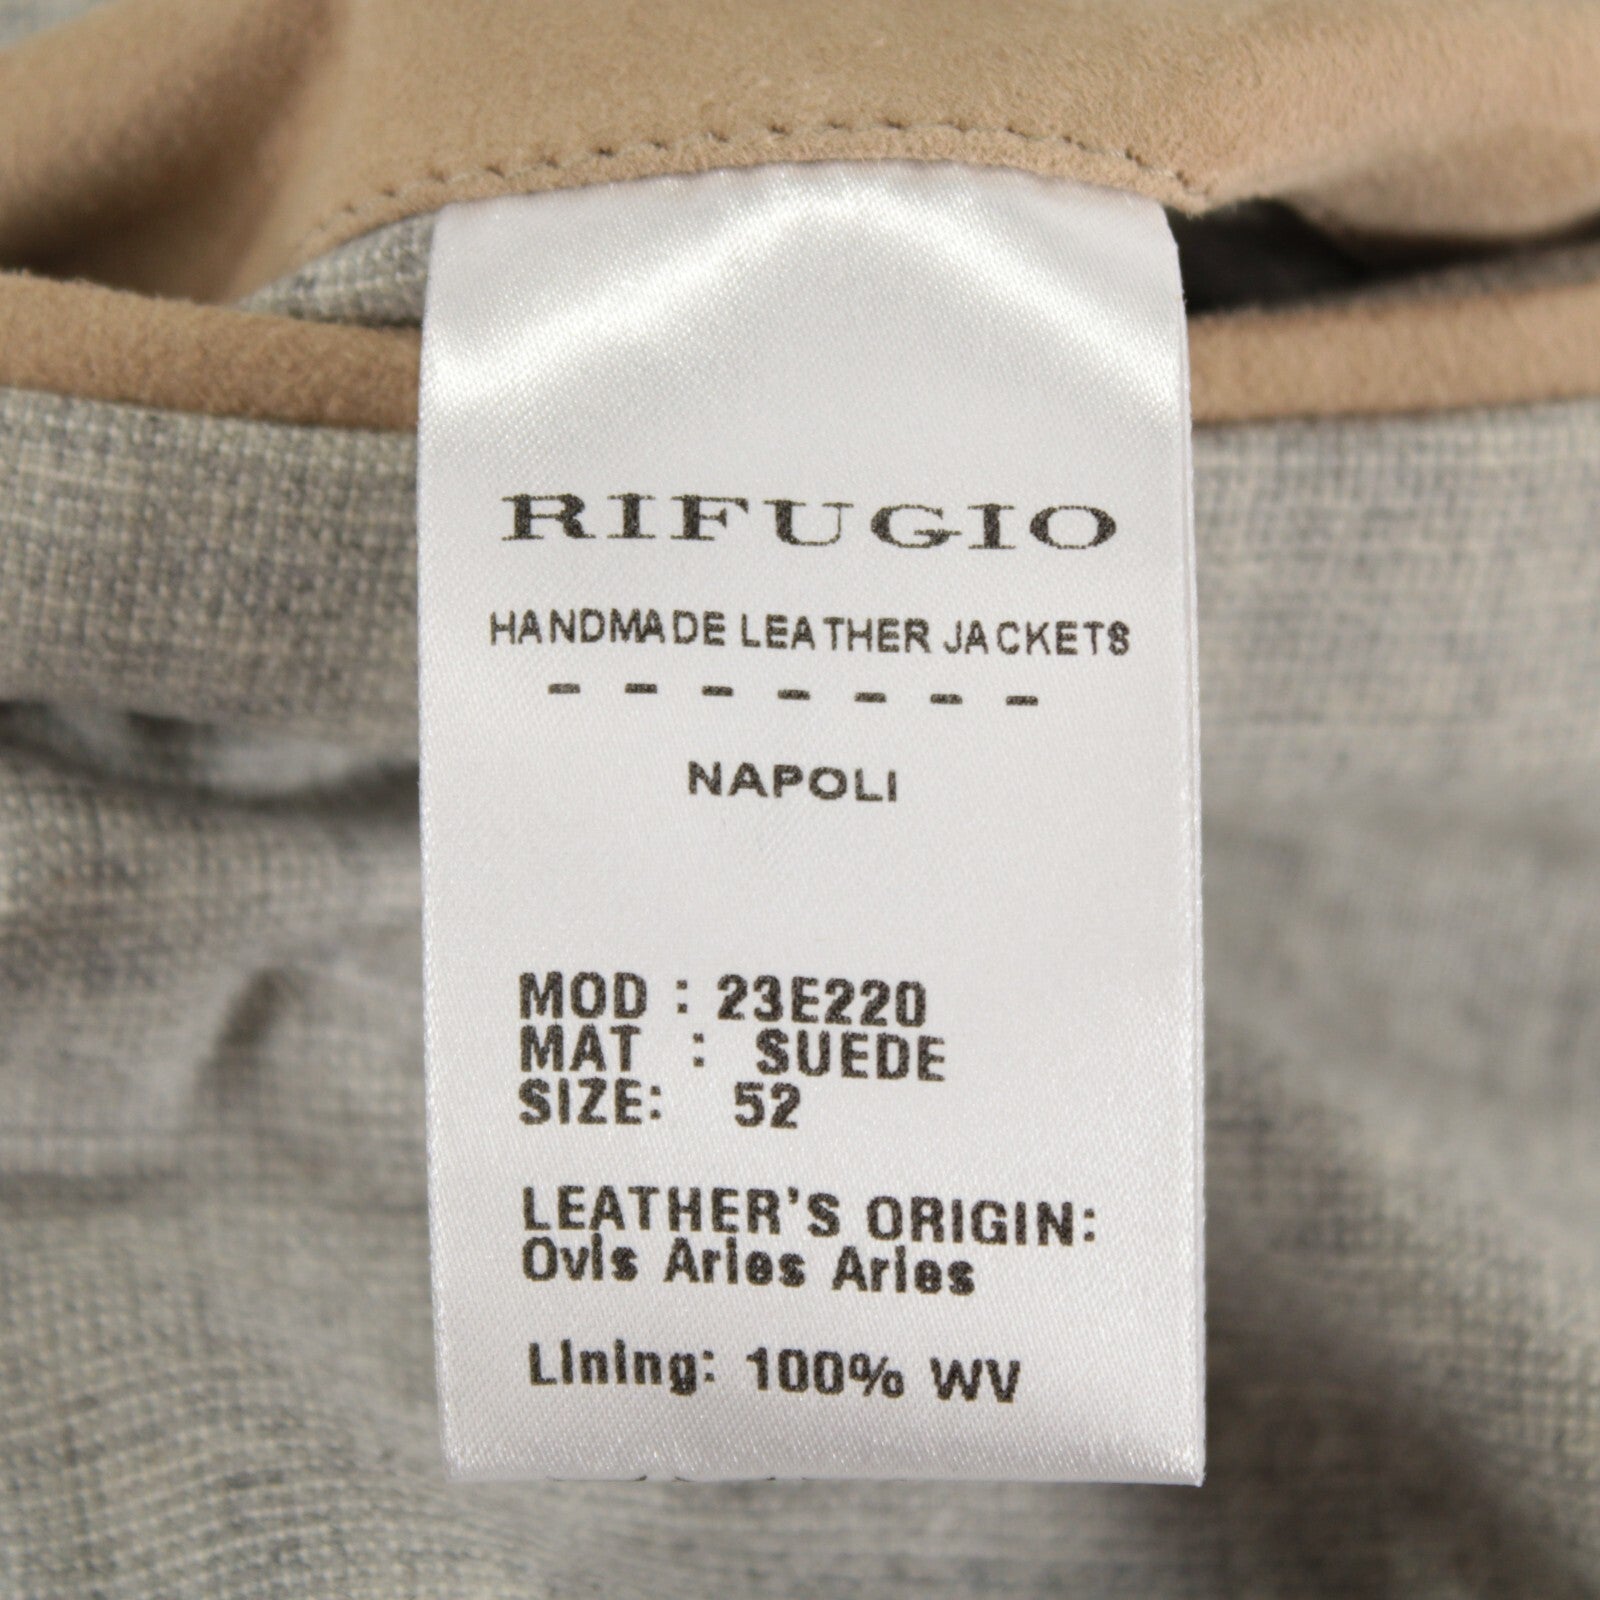 RIFUGIO
HANDMADE LEATHER JACKETS
- - - - - - -
NAPOLI
MOD : 23E220
MAT : SUEDE
SIZE: 52
LEATHER'S ORIGIN:
Ovis Aries Aries
Lining: 100% WV